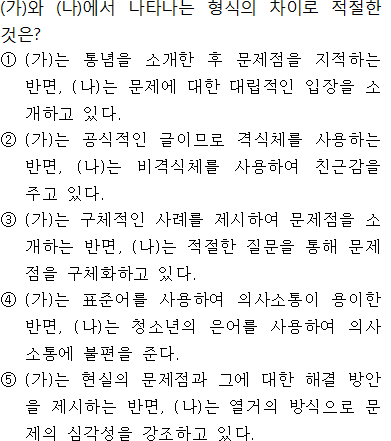 (가)와 (나)에서 나타나는 형식의 차이로 적절한
것은?
① (가)는 통념을 소개한 후 문제점을 지적하는
반면, (나)는 문제에 대한 대립적인 입장을 소
개하고 있다.
② (가)는 공식적인 글이므로 격식체를 사용하는
반면, (나)는 비격식체를 사용하여 친근감을
주고 있다.
③ (가)는 구체적인 사례를 제시하여 문제점을 소
개하는 반면, (나)는 적절한 질문을 통해 문제
점을 구체화하고 있다.
④ (가)는 표준어를 사용하여 의사소통이 용이한
반면, (나)는 청소년의 은어를 사용하여 의사
소통에 불편을 준다.
⑤ (가)는 현실의 문제점과 그에 대한 해결 방안
을 제시하는 반면, (나)는 열거의 방식으로 문
제의 심각성을 강조하고 있다.